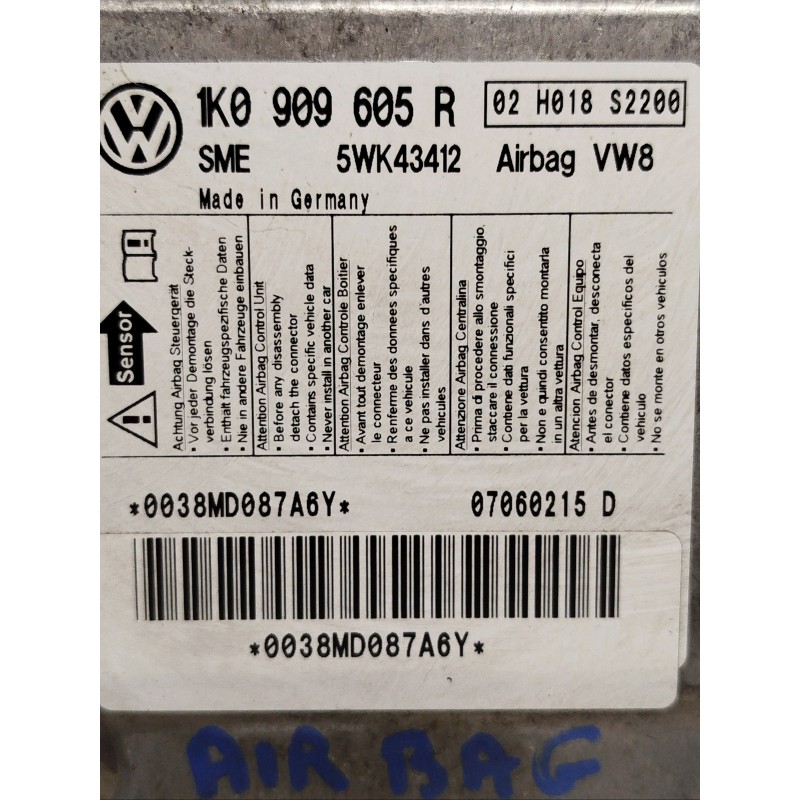 1K0 909 605 R
02 H018 S2200
SME 5WK43412 Airbag VW8
Made in Germany
Sensor
Achtung Airbag Steuergerät
• Vor jeder Demontage die Steck-
verbindung lösen
• Enthält fahrzeugspezifische Daten
• Nie in andere Fahrzeuge einbauen
Attention Airbag Control Unit
• Before any disassembly
detach the connector
• Contains specific vehicle data
• Never install in another car
Attention Airbag Controle Boitier
• Avant tout demontage enlever
le connecteur
• Renferme des donnees specifiques
a ce vehicule
• Ne pas installer dans d'autres
vehicules
Attenzione Airbag Centralina
• Prima di procedere allo smontaggio,
staccare il connessione
• Contiene dati funzionali specifici
per la vettura
• Non e quindi consentito montarla
in un altra vettura
Atencion Airbag Control Equipo
• Antes de desmontar, desconecta
el conector
• Contiene datos específicos del
vehiculo
• No se monte en otros vehiculos
*0038MD087A6Y* 07060215 D
*0038MD087A6Y*
AIR BAG